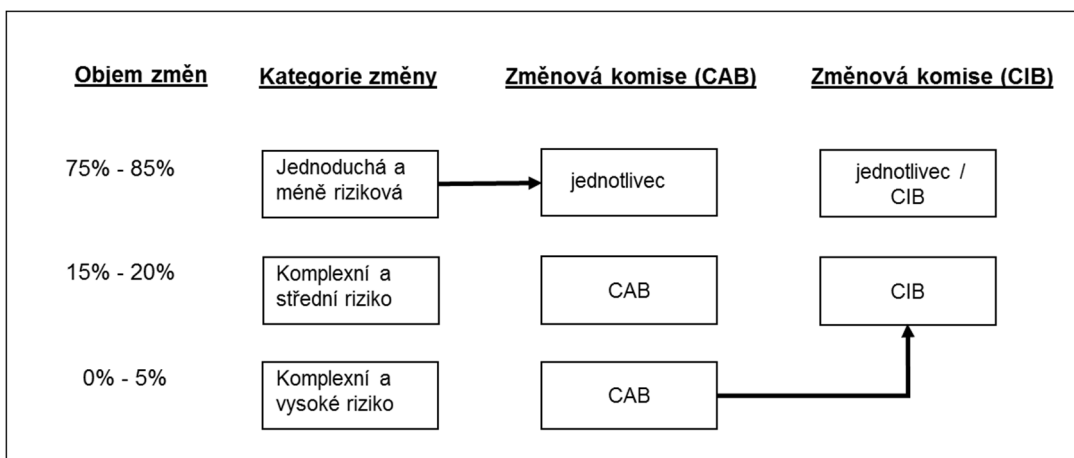 Objem změn
Kategorie změny
Změnová komise (CAB)
Změnová komise (CIB)
75% - 85%
Jednoduchá a
méně riziková
jednotlivec
jednotlivec /
CIB
15% - 20%
Komplexní a
střední riziko
CAB
CIB
0% - 5%
Komplexní a
vysoké riziko
CAB